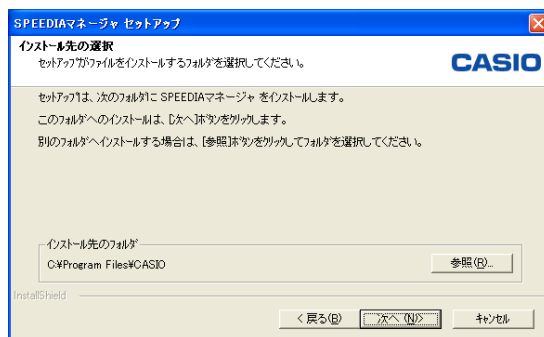 SPEEDIAマネージャ セットアップ
インストール先の選択
セットアップがファイルをインストールするフォルダを選択してください。
CASIO
セットアップは、次のフォルダに SPEEDIAマネージャ をインストールします。
このフォルダへのインストールは、[次へ]ボタンをクリックします。
別のフォルダへインストールする場合は、[参照]ボタンをクリックしてフォルダを選択してください。
インストール先のフォルダ
C:¥Program Files¥CASIO
参照(R)...
InstallShield
< 戻る(B)
次へ (N)>
キャンセル